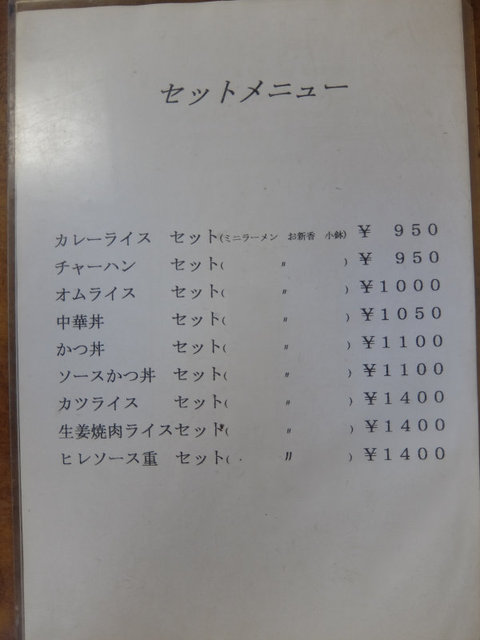 セットメニュー
カレーライス セット(ミニラーメン お新香 小鉢) ¥ 950
チャーハン セット( 〃 ) ¥ 950
オムライス セット( 〃 ) ¥1000
中華丼 セット( 〃 ) ¥1050
かつ丼 セット( 〃 ) ¥1100
ソースかつ丼 セット( 〃 ) ¥1100
カツライス セット( 〃 ) ¥1400
生姜焼肉ライスセット( 〃 ) ¥1400
ヒレソース重 セット( 〃 ) ¥1400